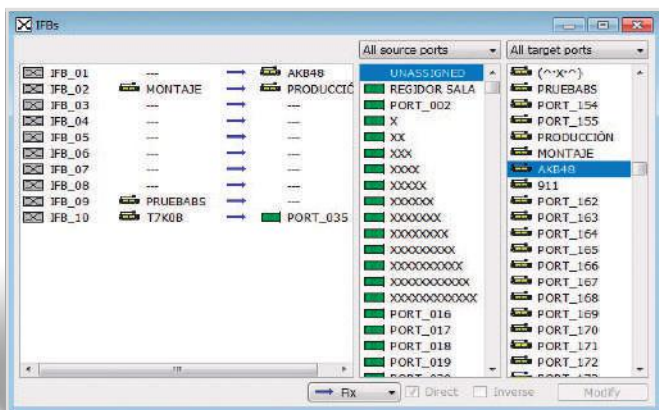 IFBs
All source ports
All target ports
IFB_01 --- AKB48
IFB_02 MONTAJE PRODUCCIÓ
IFB_03 --- ---
IFB_04 --- ---
IFB_05 --- ---
IFB_06 --- ---
IFB_07 --- ---
IFB_08 --- ---
IFB_09 PRUEBABS ---
IFB_10 T7K0B PORT_035
UNASSIGNED
REGIDOR SALA
PORT_002
X
XX
XXX
XXXX
XXXXX
XXXXXX
XXXXXXX
XXXXXXXX
XXXXXXXXX
XXXXXXXXXX
XXXXXXXXXXX
XXXXXXXXXXXX
PORT_016
PORT_017
PORT_018
PORT_019
(^·X·^)
PRUEBABS
PORT_154
PORT_155
PRODUCCIÓN
MONTAJE
AKB48
911
PORT_162
PORT_163
PORT_164
PORT_165
PORT_166
PORT_167
PORT_168
PORT_169
PORT_170
PORT_171
PORT_172
Fix
Direct
Inverse
Modify